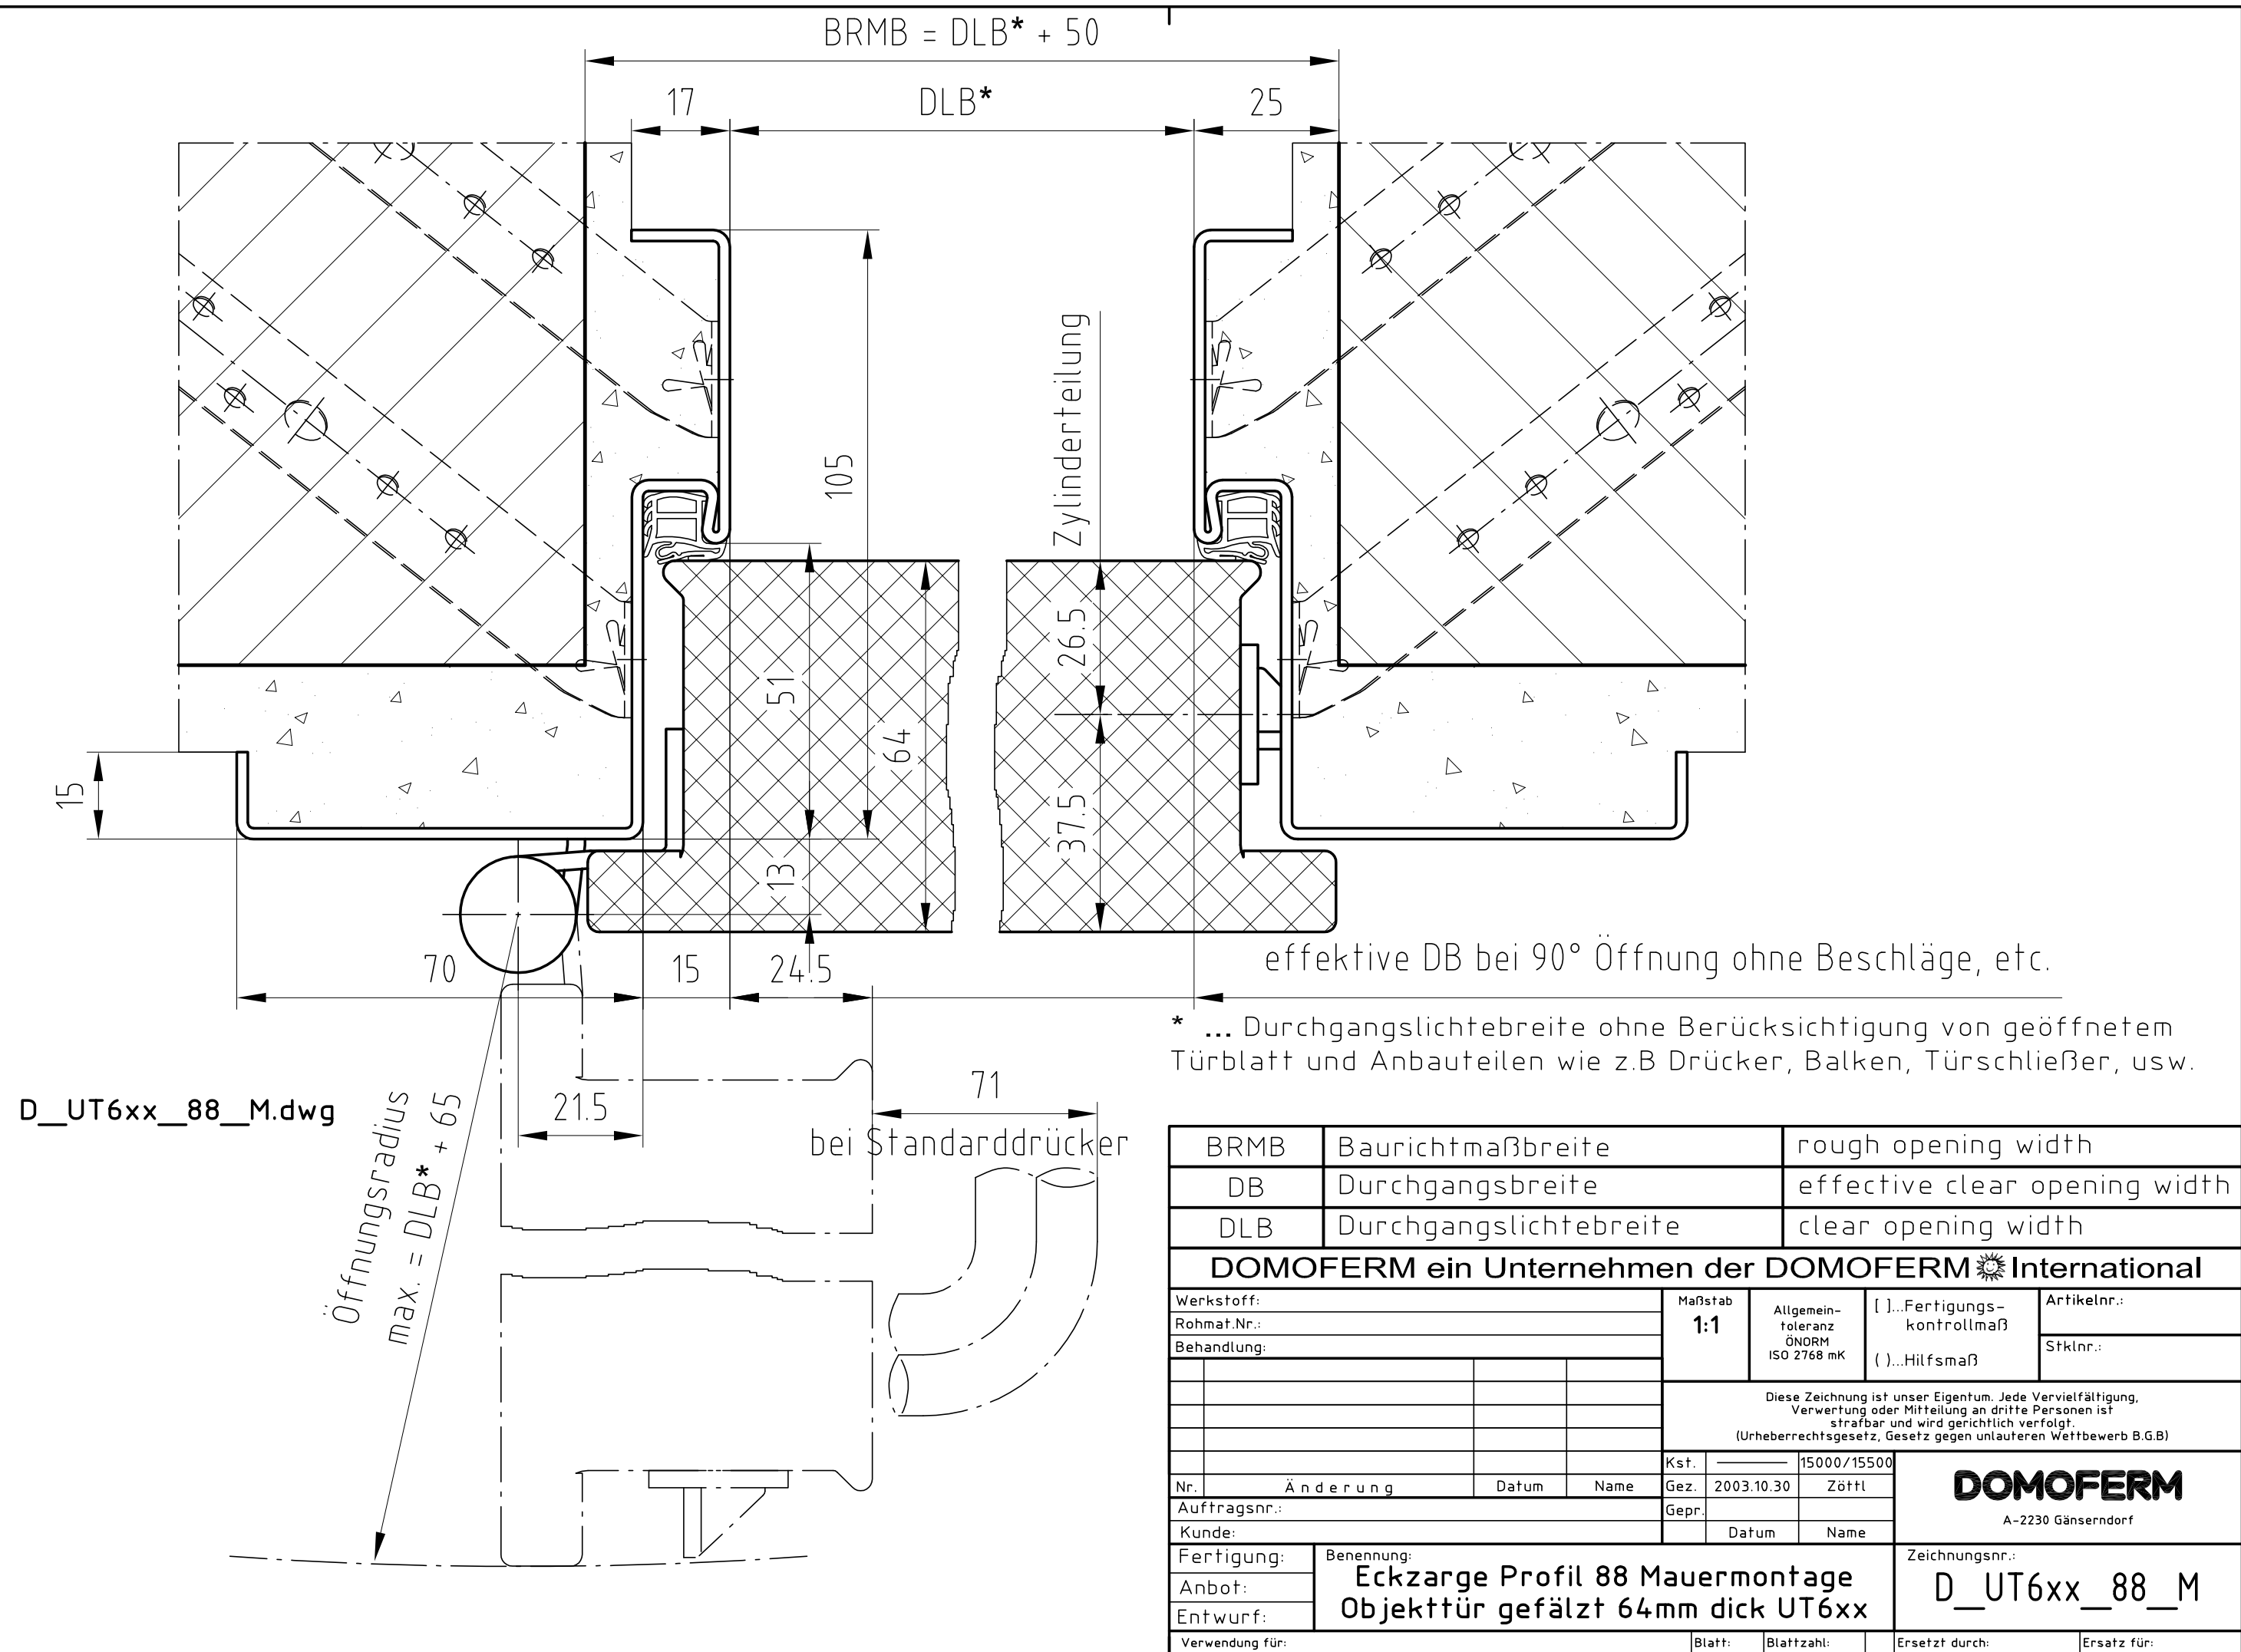 BRMB = DLB* + 50
17
DLB*
25
105
Zylinderteilung
26.5
51
64
37.5
15
13
70
15
24.5
effektive DB bei 90° Öffnung ohne Beschläge, etc.
* ... Durchgangslichtebreite ohne Berücksichtigung von geöffnetem
Türblatt und Anbauteilen wie z.B Drücker, Balken, Türschließer, usw.
D__UT6xx__88__M.dwg
21.5
71
bei Standarddrücker
Öffnungsradius
max. = DLB* + 65
BRMB Baurichtmaßbreite rough opening width
DB Durchgangsbreite effective clear opening width
DLB Durchgangslichtebreite clear opening width
DOMOFERM ein Unternehmen der DOMOFERM International
Werkstoff:
Rohmat.Nr.:
Behandlung:
Maßstab
1:1
Allgemein-
toleranz
ÖNORM
ISO 2768 mK
[ ]...Fertigungs-
kontrollmaß
( )...Hilfsmaß
Artikelnr.:
Stklnr.:
Diese Zeichnung ist unser Eigentum. Jede Vervielfältigung,
Verwertung oder Mitteilung an dritte Personen ist
strafbar und wird gerichtlich verfolgt.
(Urheberrechtsgesetz, Gesetz gegen unlauteren Wettbewerb B.G.B)
Kst. 15000/15500
Nr. Änderung Datum Name
Gez. 2003.10.30 Zöttl
Gepr.
Datum Name
Auftragsnr.:
Kunde:
DOMOFERM
A-2230 Gänserndorf
Fertigung:
Anbot:
Entwurf:
Benennung:
Eckzarge Profil 88 Mauermontage
Objekttür gefälzt 64mm dick UT6xx
Zeichnungsnr.:
D__UT6xx__88__M
Verwendung für: Blatt: Blattzahl: Ersetzt durch: Ersatz für: